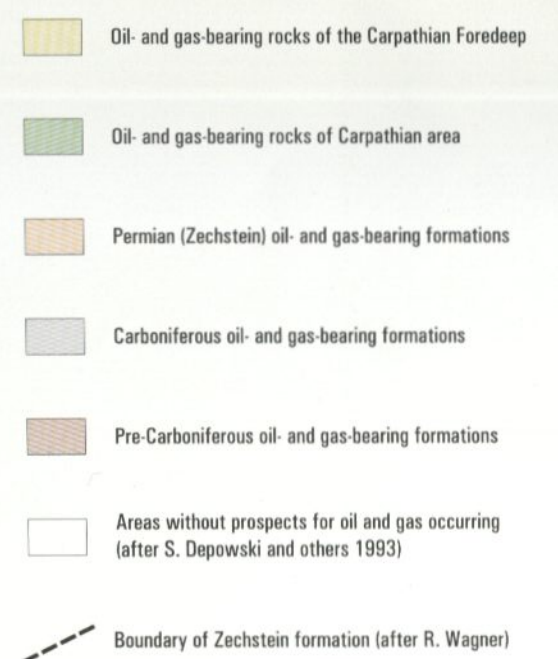 Oil- and gas-bearing rocks of the Carpathian Foredeep
Oil- and gas-bearing rocks of Carpathian area
Permian (Zechstein) oil- and gas-bearing formations
Carboniferous oil- and gas-bearing formations
Pre-Carboniferous oil- and gas-bearing formations
Areas without prospects for oil and gas occurring
(after S. Depowski and others 1993)
Boundary of Zechstein formation (after R. Wagner)